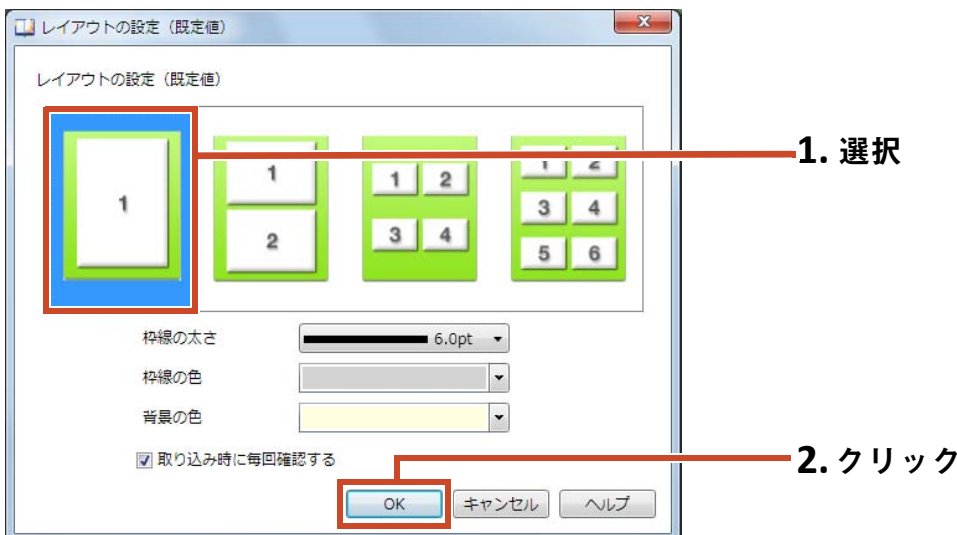 レイアウトの設定（既定値）
レイアウトの設定（既定値）
1
1
2
1 2
3 4
1 2
3 4
5 6
1. 選択
枠線の太さ 6.0pt
枠線の色
背景の色
取り込み時に毎回確認する
2. クリック
OK キャンセル ヘルプ